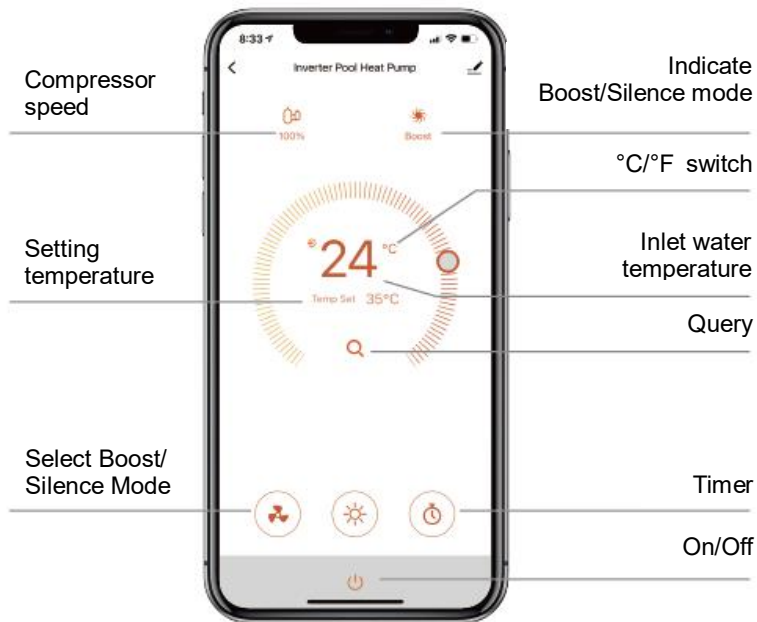 8:33
Inverter Pool Heat Pump
Compressor
speed
Indicate
Boost/Silence mode
100%
Boost
°C/°F switch
24 °C
Setting
temperature
Inlet water
temperature
Temp Set 35°C
Query
Select Boost/
Silence Mode
Timer
On/Off